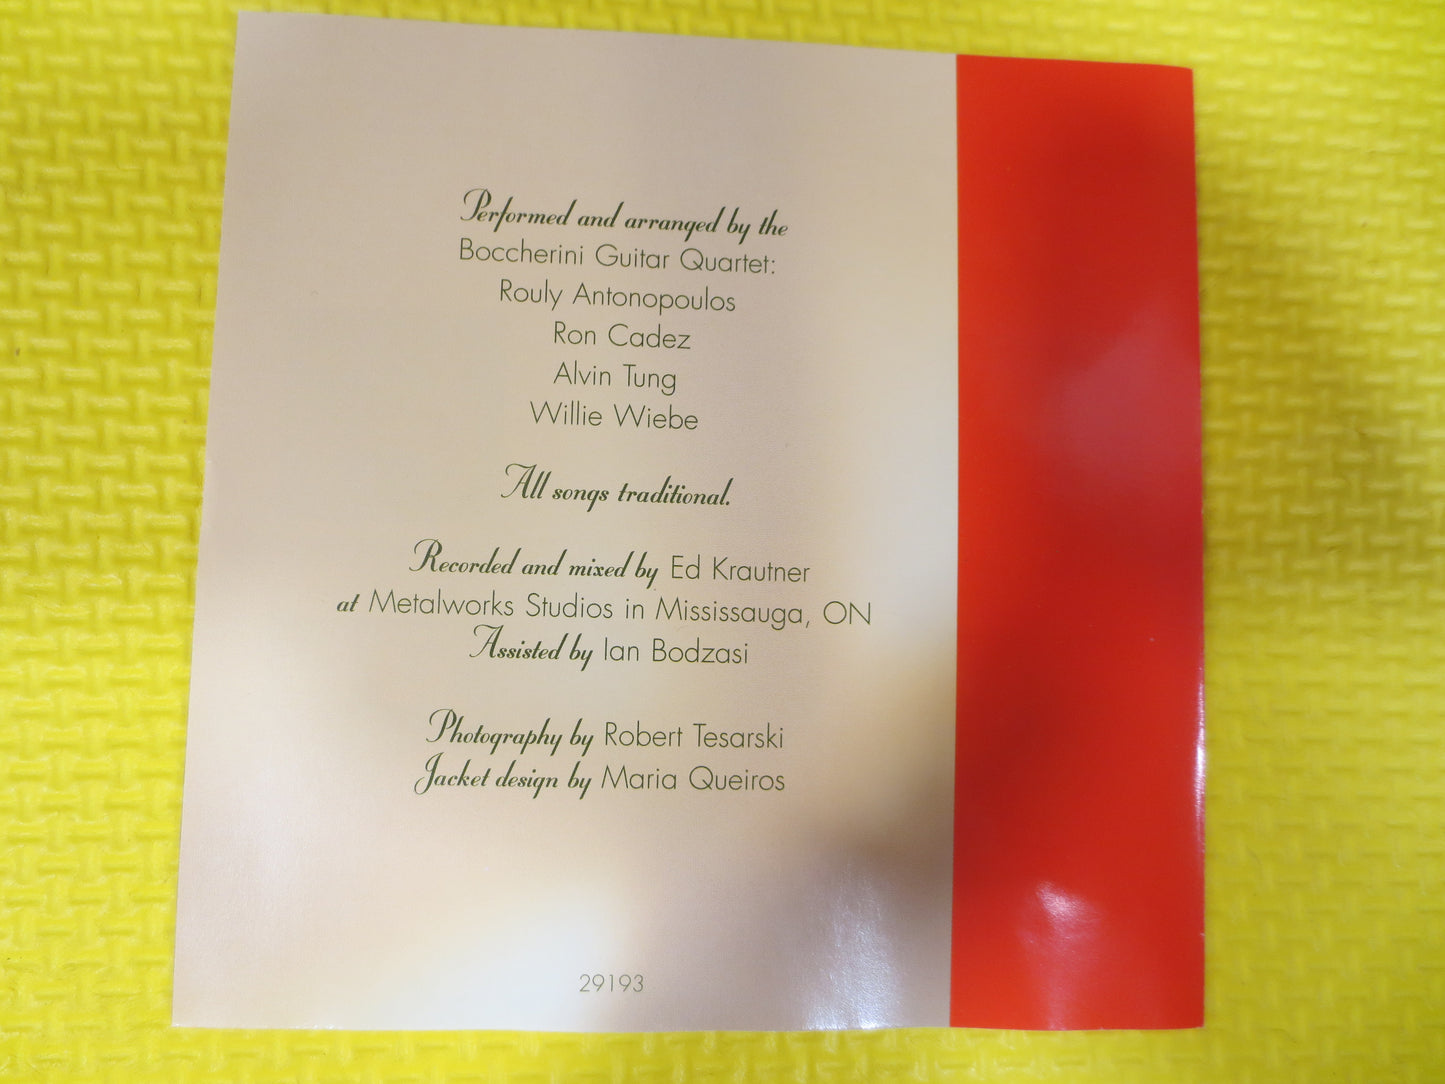 Performed and arranged by the
Boccherini Guitar Quartet:
Rouly Antonopoulos
Ron Cadez
Alvin Tung
Willie Wiebe
All songs traditional.
Recorded and mixed by Ed Krautner
at Metalworks Studios in Mississauga, ON
Assisted by Ian Bodzasi
Photography by Robert Tesarski
Jacket design by Maria Queiros
29193